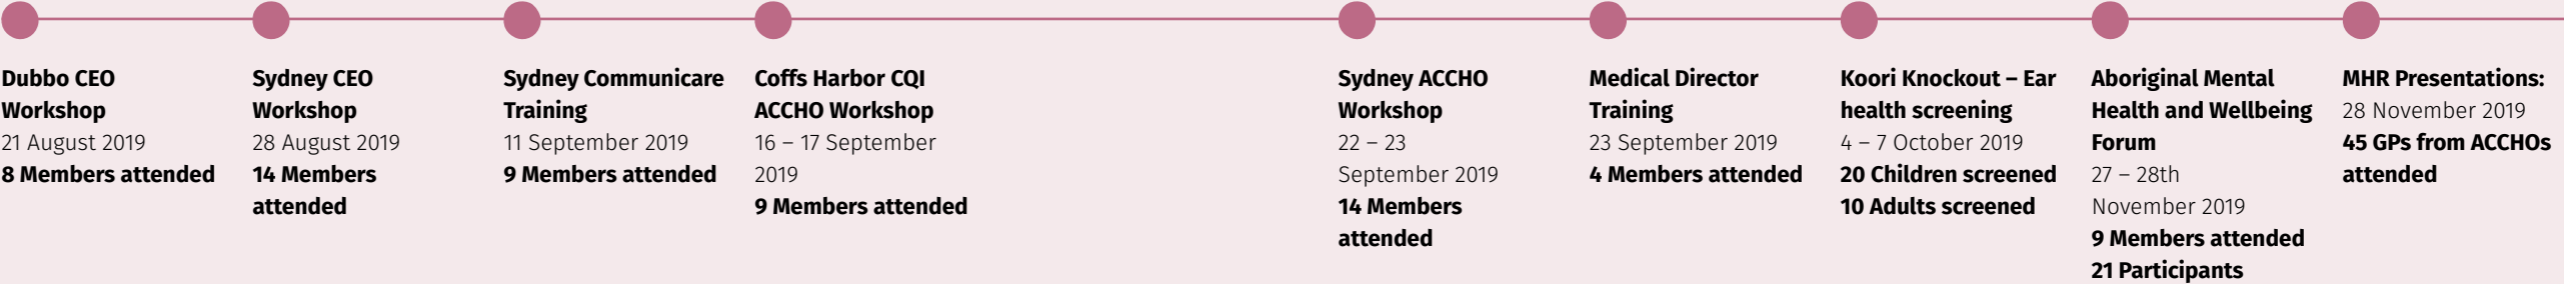 Dubbo CEO
Workshop
21 August 2019
8 Members attended
Sydney CEO
Workshop
28 August 2019
14 Members
attended
Sydney Communicare
Training
11 September 2019
9 Members attended
Coffs Harbor CQI
ACCHO Workshop
16 – 17 September
2019
9 Members attended
Sydney ACCHO
Workshop
22 – 23
September 2019
14 Members
attended
Medical Director
Training
23 September 2019
4 Members attended
Koori Knockout – Ear
health screening
4 – 7 October 2019
20 Children screened
10 Adults screened
Aboriginal Mental
Health and Wellbeing
Forum
27 – 28th
November 2019
9 Members attended
21 Participants
MHR Presentations:
28 November 2019
45 GPs from ACCHOs
attended